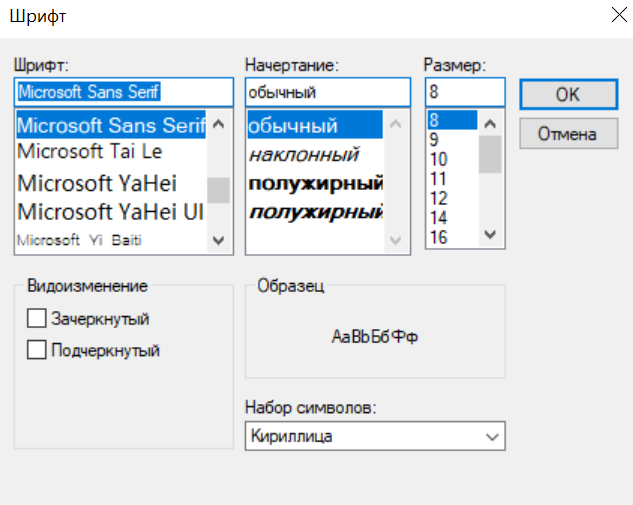 Шрифт
Шрифт:
Microsoft Sans Serif
Microsoft Sans Serif
Microsoft Tai Le
Microsoft YaHei
Microsoft YaHei UI
Microsoft Yi Baiti
Начертание:
обычный
обычный
наклонный
полужирный
полужирный
Размер:
8
8
9
10
11
12
14
16
OK
Отмена
Видоизменение
Зачеркнутый
Подчеркнутый
Образец
АаВbБбФф
Набор символов:
Кириллица